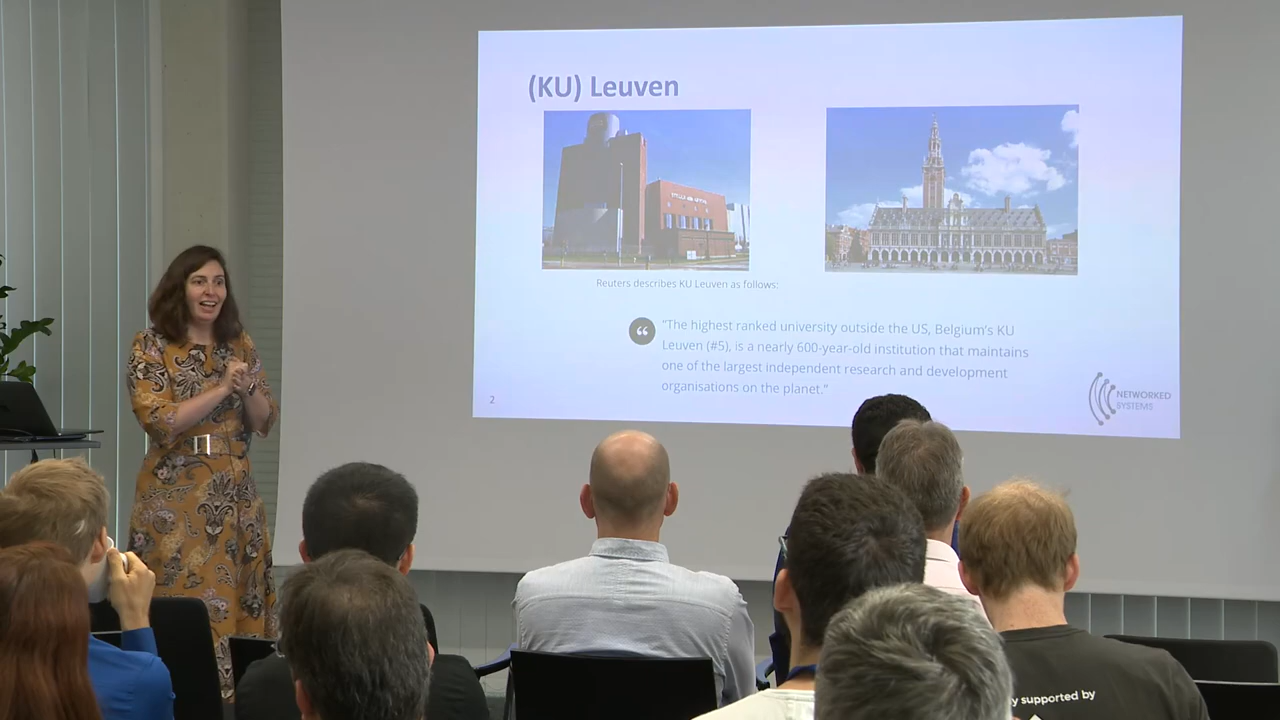 (KU) Leuven
Reuters describes KU Leuven as follows:
“
"The highest ranked university outside the US, Belgium's KU
Leuven (#5), is a nearly 600-year-old institution that maintains
one of the largest independent research and development
organisations on the planet."
2
NETWORKED
SYSTEMS
y supported by